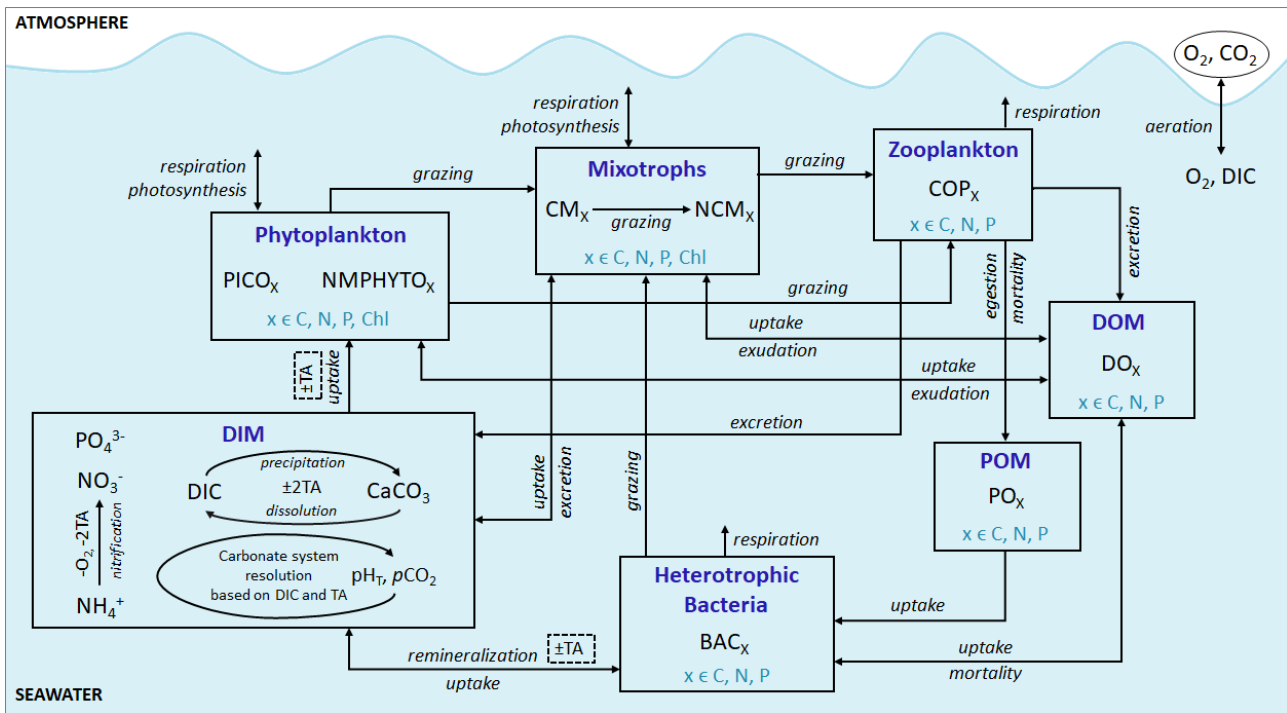 ATMOSPHERE
O₂, CO₂
aeration
O₂, DIC
respiration
photosynthesis
respiration
photosynthesis
respiration
grazing
grazing
Phytoplankton
PICOₓ NMPHYTOₓ
x ϵ C, N, P, Chl
Mixotrophs
CMₓ grazing NCMₓ
x ϵ C, N, P, Chl
Zooplankton
COPₓ
x ϵ C, N, P
grazing
excretion
egestion
mortality
uptake
exudation
uptake
exudation
DOM
DOₓ
x ϵ C, N, P
±TA
uptake
excretion
uptake
excretion
grazing
DIM
PO₄³⁻
NO₃⁻
-O₂,-2TA
nitrification
NH₄⁺
precipitation
DIC ±2TA CaCO₃
dissolution
Carbonate system
resolution
based on DIC and TA
pH_T, pCO₂
POM
POₓ
x ϵ C, N, P
respiration
Heterotrophic
Bacteria
BACₓ
x ϵ C, N, P
uptake
uptake
mortality
remineralization ±TA
uptake
SEAWATER